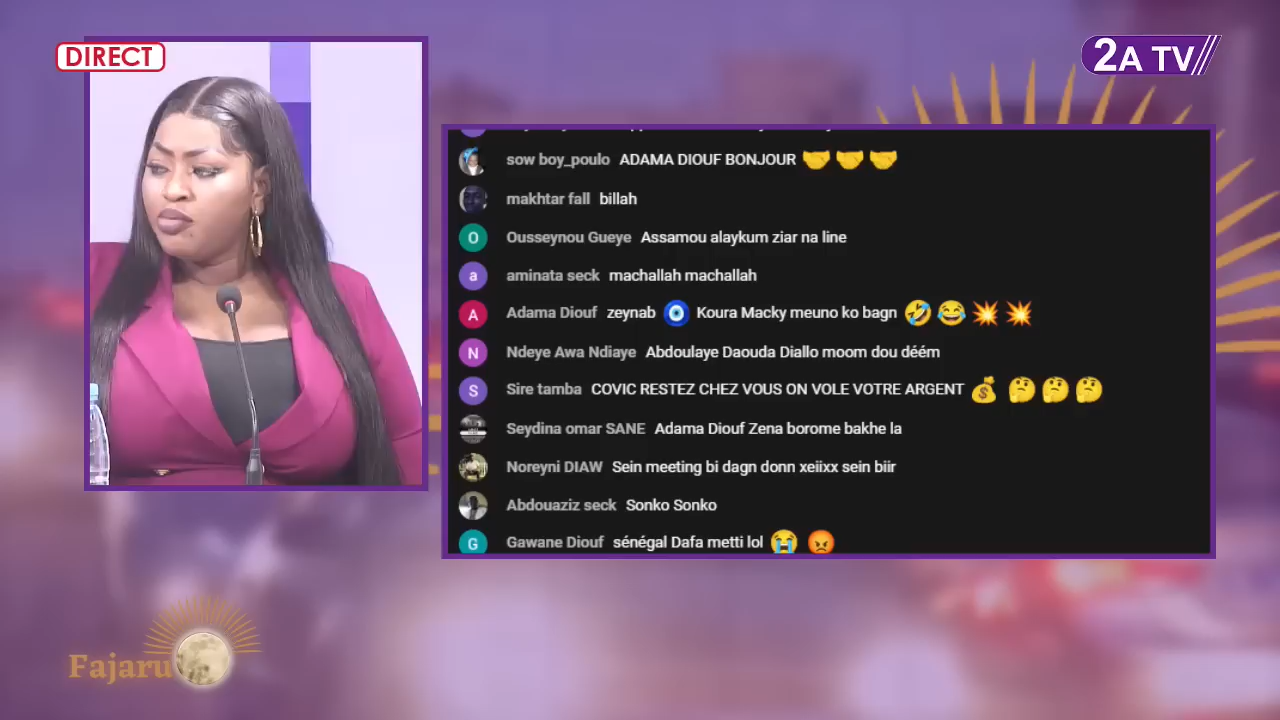 DIRECT
2A TV
sow boy_poulo ADAMA DIOUF BONJOUR 🤝 🤝 🤝
makhtar fall billah
O Ousseynou Gueye Assamou alaykum ziar na line
a aminata seck machallah machallah
A Adama Diouf zeynab 🧿 Koura Macky meuno ko bagn 🤣 😂 💥 💥
N Ndeye Awa Ndiaye Abdoulaye Daouda Diallo moom dou déém
S Sire tamba COVIC RESTEZ CHEZ VOUS ON VOLE VOTRE ARGENT 💰 🤔 🤔 🤔
Seydina omar SANE Adama Diouf Zena borome bakhe la
Noreyni DIAW Sein meeting bi dagn donn xeiixx sein biir
Abdouaziz seck Sonko Sonko
G Gawane Diouf sénégal Dafa metti lol 😭 😡
Fajaru